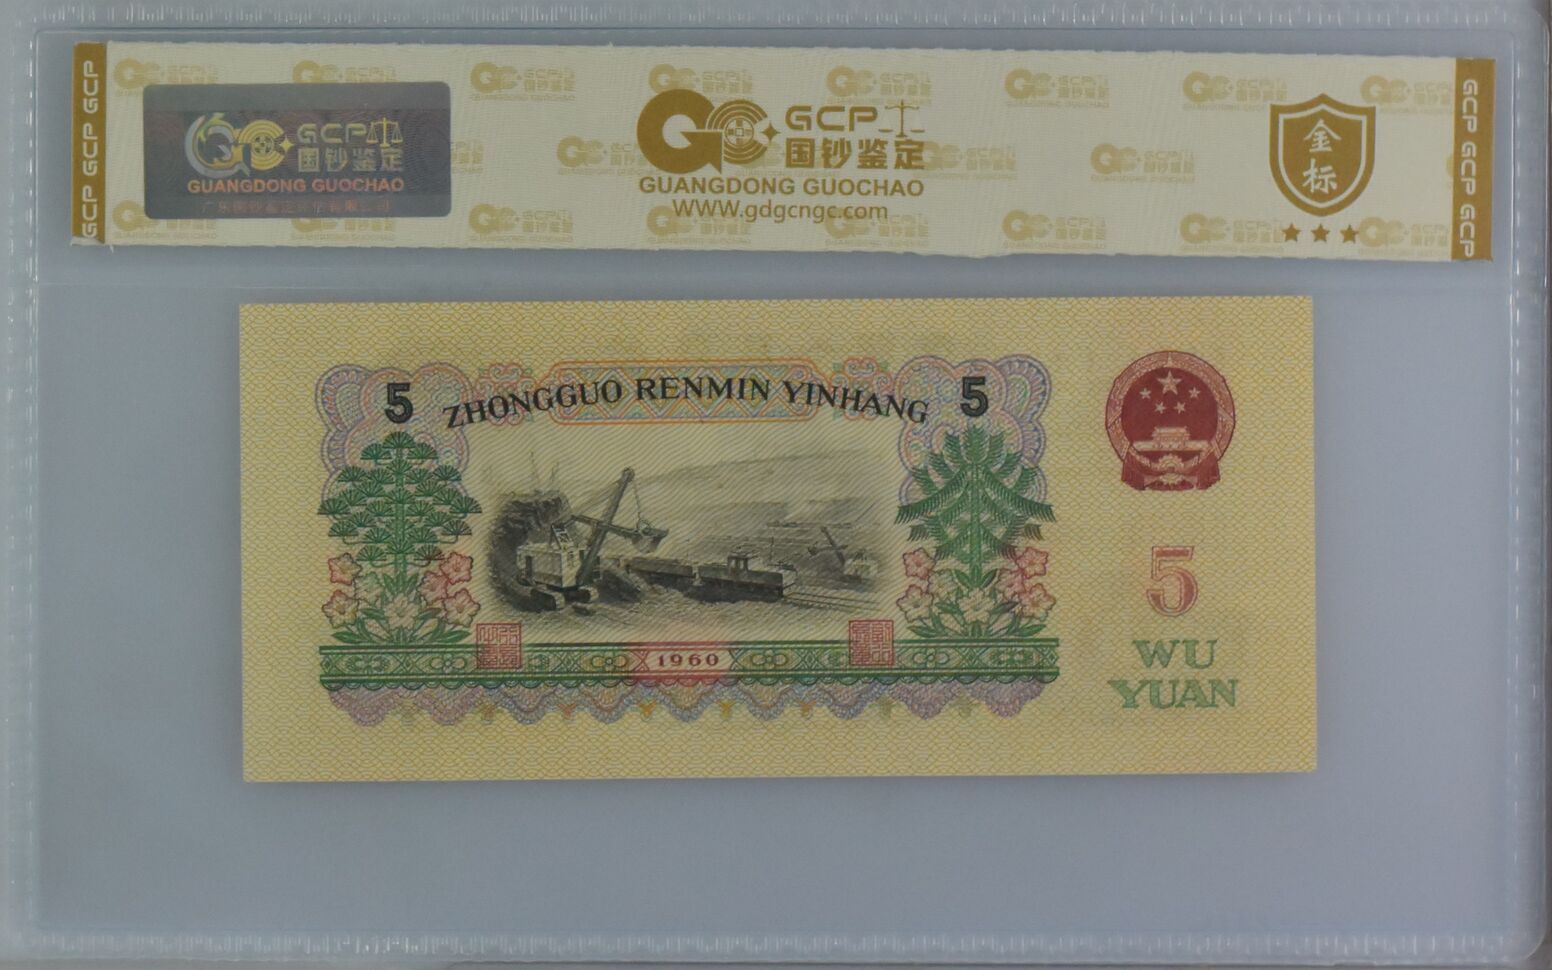 GCP GCP GCP
GCP
国钞鉴定
GUANGDONG GUOCHAO
GCP
国钞鉴定
GUANGDONG GUOCHAO
WWW.gdgcngc.com
金
标
GCP GCP GCP
5
ZHONGGUO RENMIN YINHANG
5
1960
5
WU
YUAN